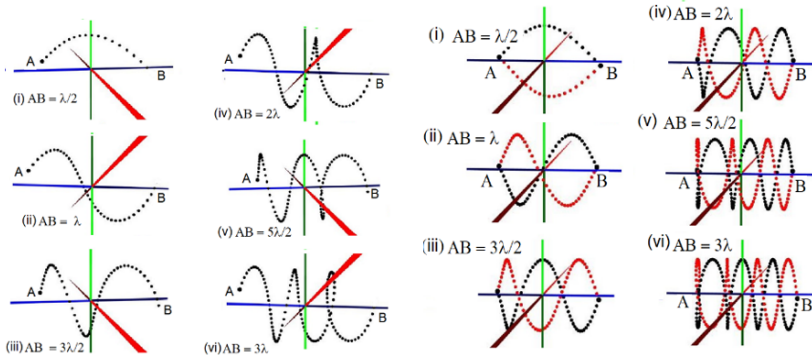 A
B
(i) AB = λ/2
A
B
(ii) AB = λ
A
B
(iii) AB = 3λ/2
A
B
(iv) AB = 2λ
A
B
(v) AB = 5λ/2
A
B
(vi) AB = 3λ
(i) AB = λ/2
A
B
(ii) AB = λ
A
B
(iii) AB = 3λ/2
A
B
(iv) AB = 2λ
A
B
(v) AB = 5λ/2
A
B
(vi) AB = 3λ
A
B